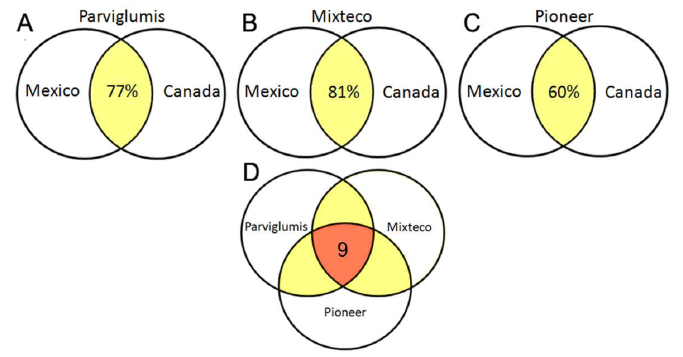 A Parviglumis
Mexico 77% Canada
B Mixteco
Mexico 81% Canada
C Pioneer
Mexico 60% Canada
D
Parviglumis Mixteco
9
Pioneer